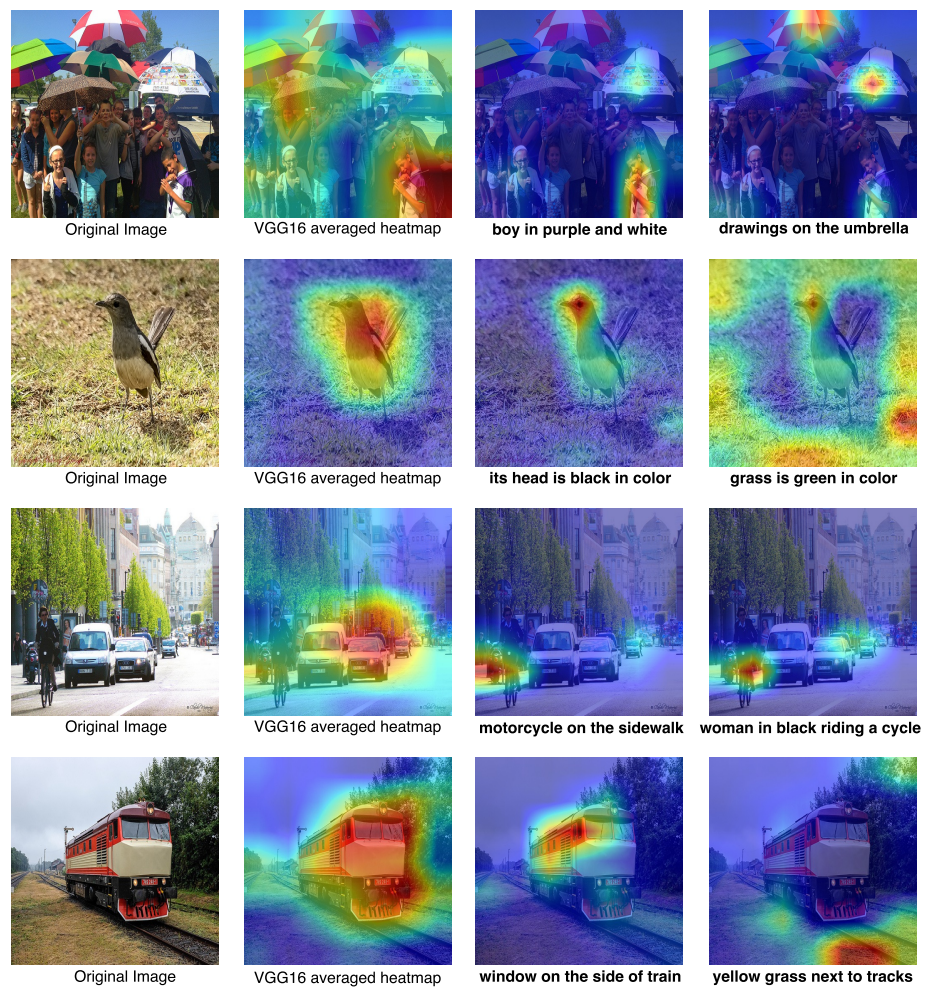 Original Image
VGG16 averaged heatmap
boy in purple and white
drawings on the umbrella
Original Image
VGG16 averaged heatmap
its head is black in color
grass is green in color
Original Image
VGG16 averaged heatmap
motorcycle on the sidewalk
woman in black riding a cycle
Original Image
VGG16 averaged heatmap
window on the side of train
yellow grass next to tracks